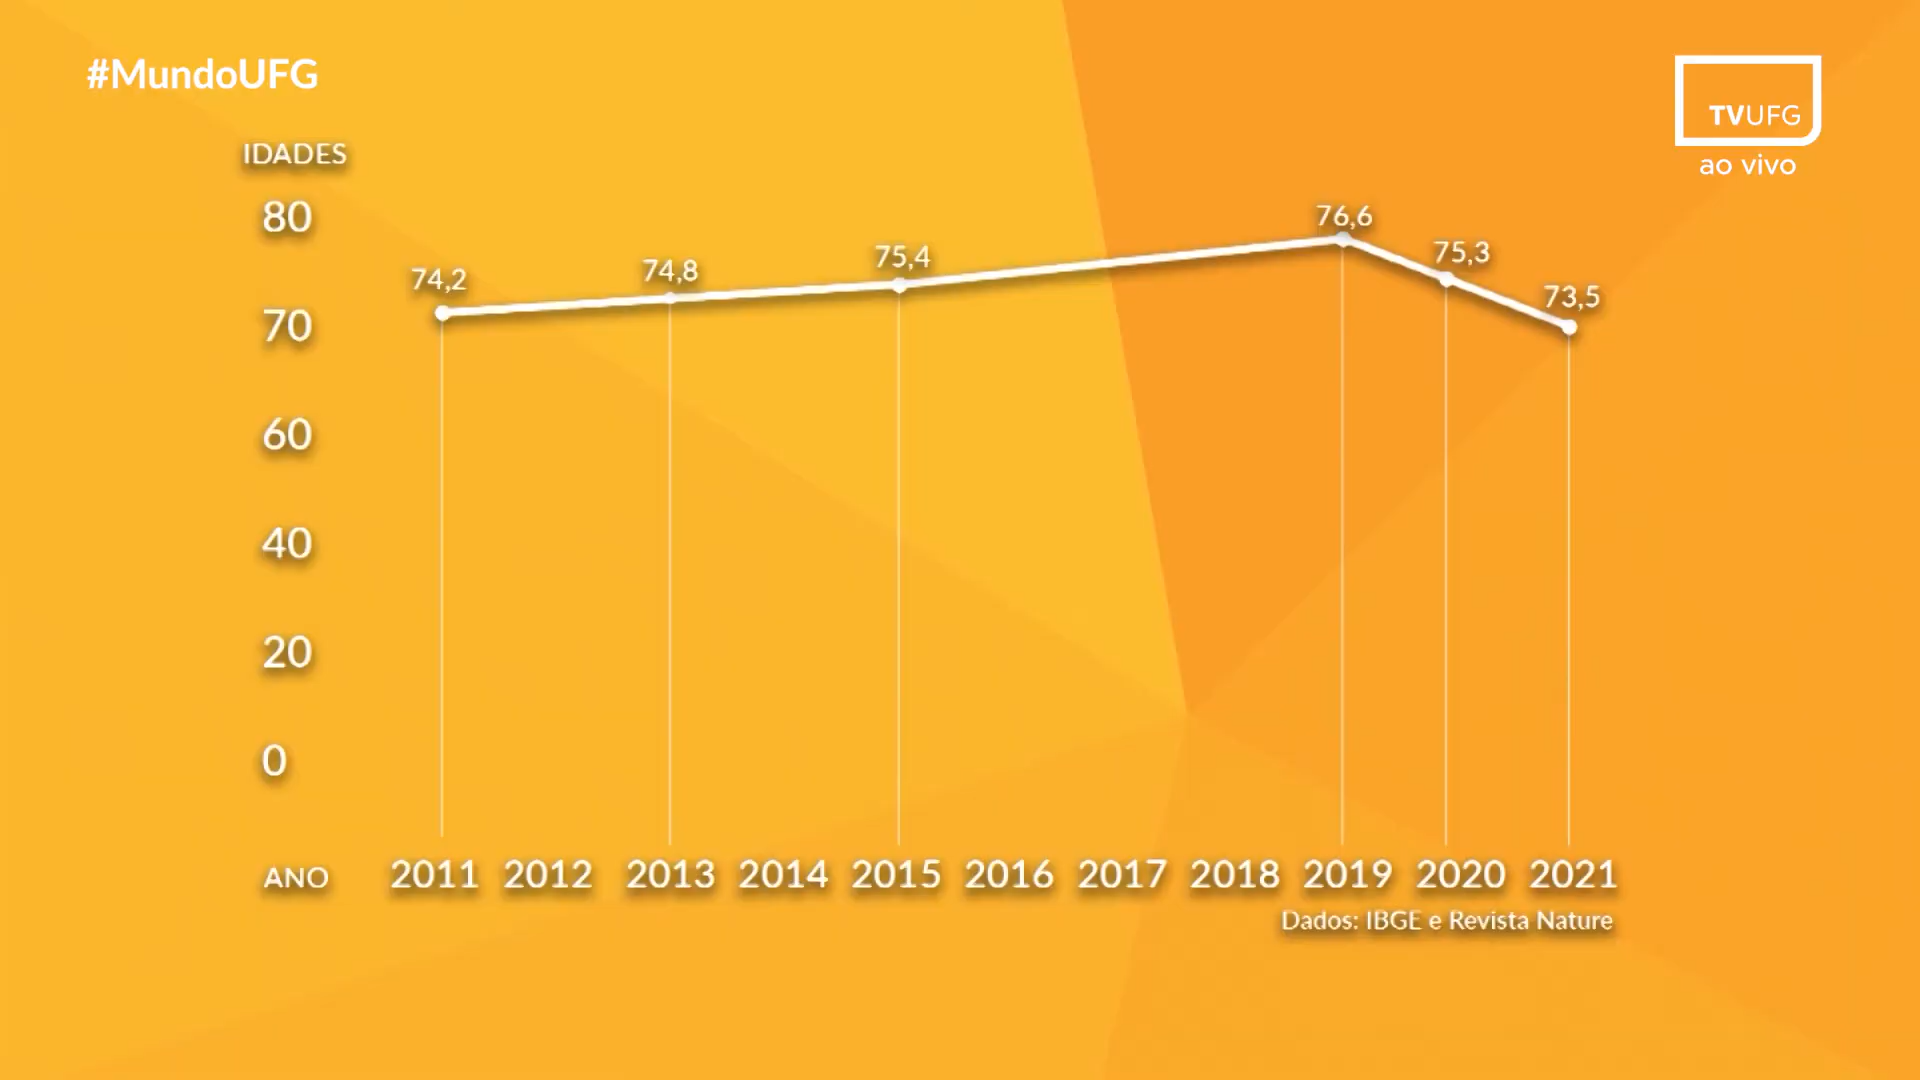 #MundoUFG
TVUFG
ao vivo
IDADES
80
70
60
40
20
0
74,2
74,8
75,4
76,6
75,3
73,5
ANO 2011 2012 2013 2014 2015 2016 2017 2018 2019 2020 2021
Dados: IBGE e Revista Nature